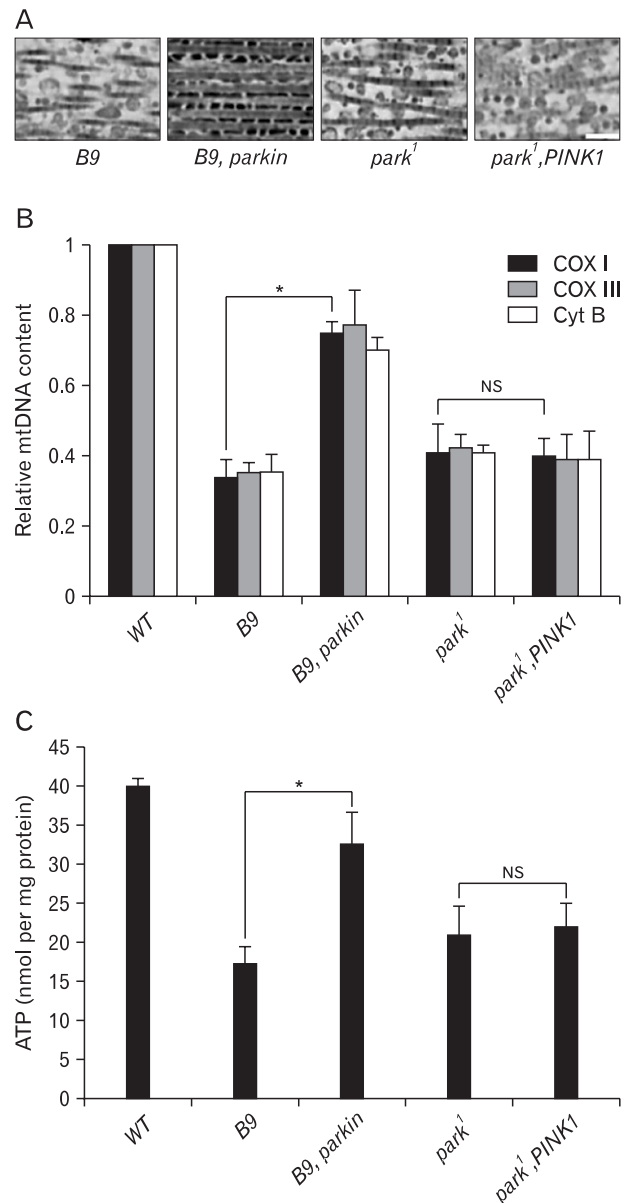 A
B9
B9, parkin
park¹
park¹,PINK1
B
Relative mtDNA content
1
0.8
0.6
0.4
0.2
0
*
NS
COX I
COX III
Cyt B
WT
B9
B9, parkin
park¹
park¹,PINK1
C
ATP (nmol per mg protein)
45
40
35
30
25
20
15
10
5
0
*
NS
WT
B9
B9, parkin
park¹
park¹,PINK1